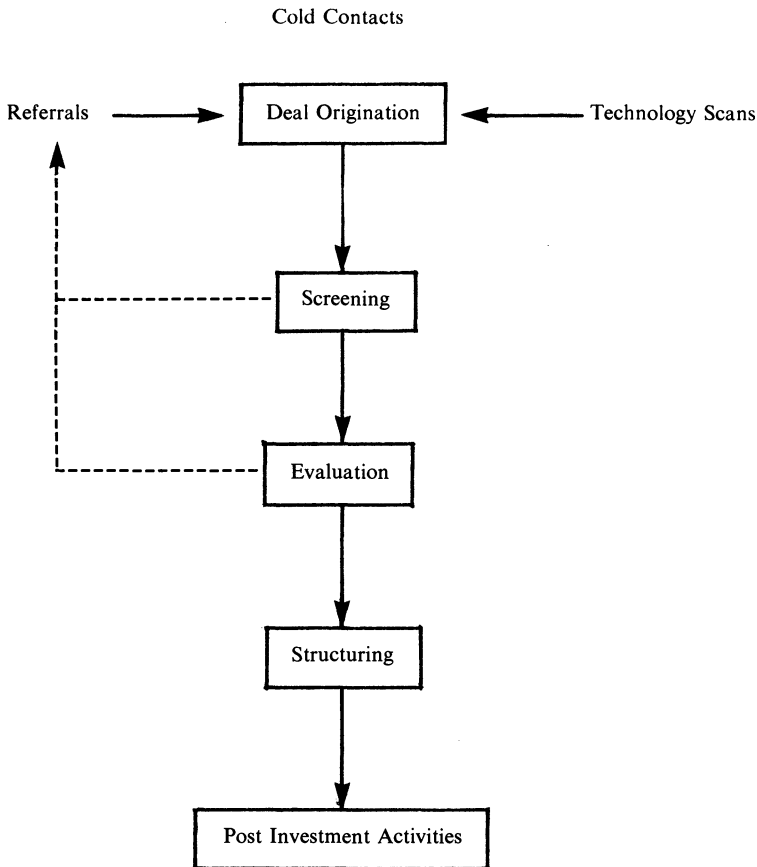 Cold Contacts
Referrals
Deal Origination
Technology Scans
Screening
Evaluation
Structuring
Post Investment Activities